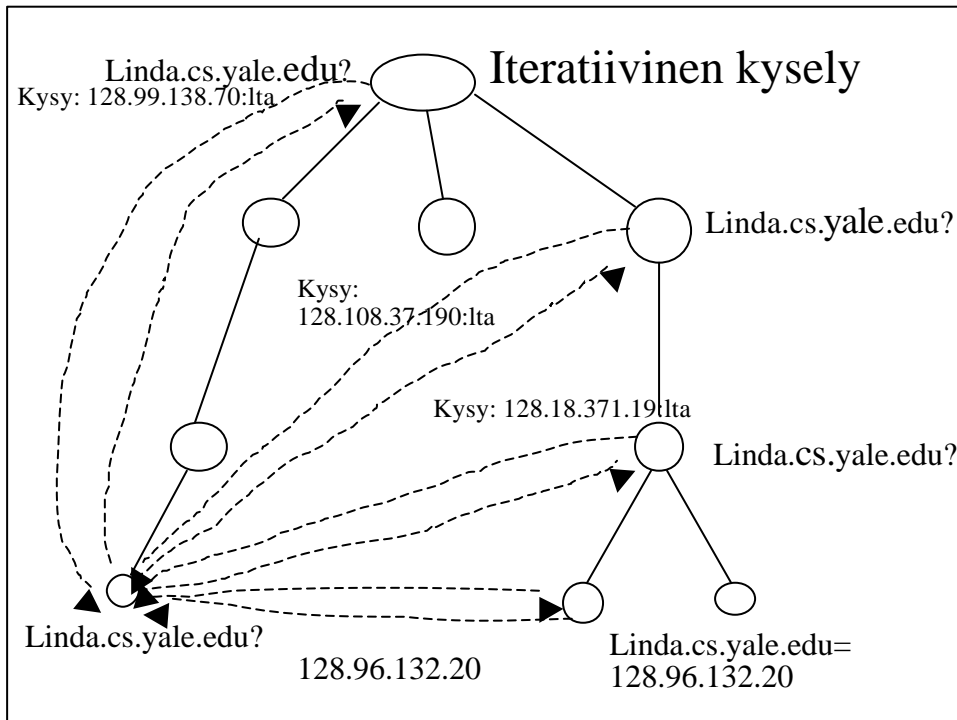 Linda.cs.yale.edu?
Iteratiivinen kysely
Kysy: 128.99.138.70:lta
Linda.cs.yale.edu?
Kysy:
128.108.37.190:lta
Kysy: 128.18.371.19:lta
Linda.cs.yale.edu?
Linda.cs.yale.edu?
128.96.132.20
Linda.cs.yale.edu=
128.96.132.20